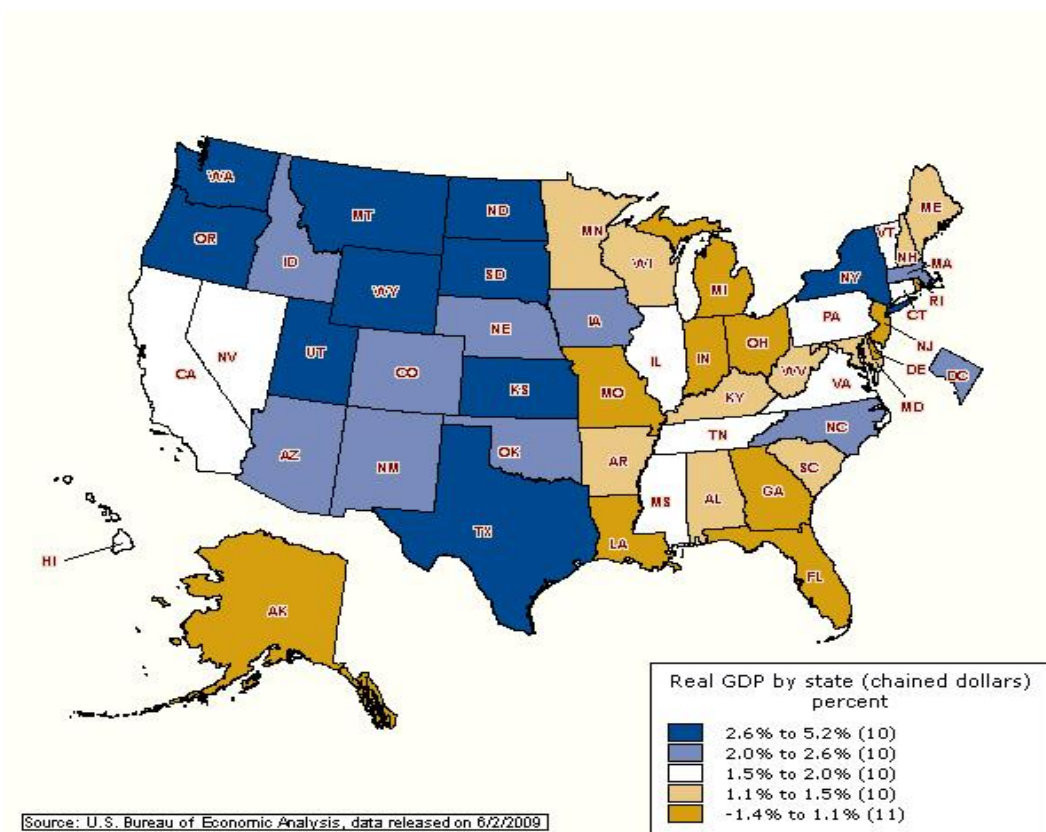 WA
MT
ND
MN
ME
VT
NH
MA
OR
ID
SD
WI
NY
RI
WY
MI
CT
NE
IA
PA
NJ
NV
UT
CO
IL
IN
OH
DE
DC
CA
KS
MO
WV
VA
MD
KY
AZ
NM
OK
TN
NC
AR
SC
MS
AL
GA
TX
LA
HI
FL
AK
Real GDP by state (chained dollars)
percent
2.6% to 5.2% (10)
2.0% to 2.6% (10)
1.5% to 2.0% (10)
1.1% to 1.5% (10)
-1.4% to 1.1% (11)
Source: U.S. Bureau of Economic Analysis, data released on 6/2/2009